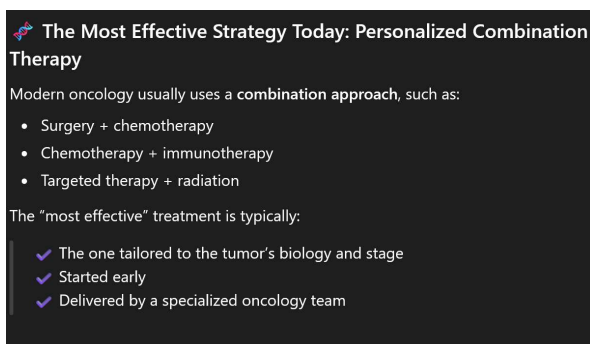 🧬 The Most Effective Strategy Today: Personalized Combination
Therapy
Modern oncology usually uses a combination approach, such as:
• Surgery + chemotherapy
• Chemotherapy + immunotherapy
• Targeted therapy + radiation
The “most effective” treatment is typically:
✔ The one tailored to the tumor’s biology and stage
✔ Started early
✔ Delivered by a specialized oncology team